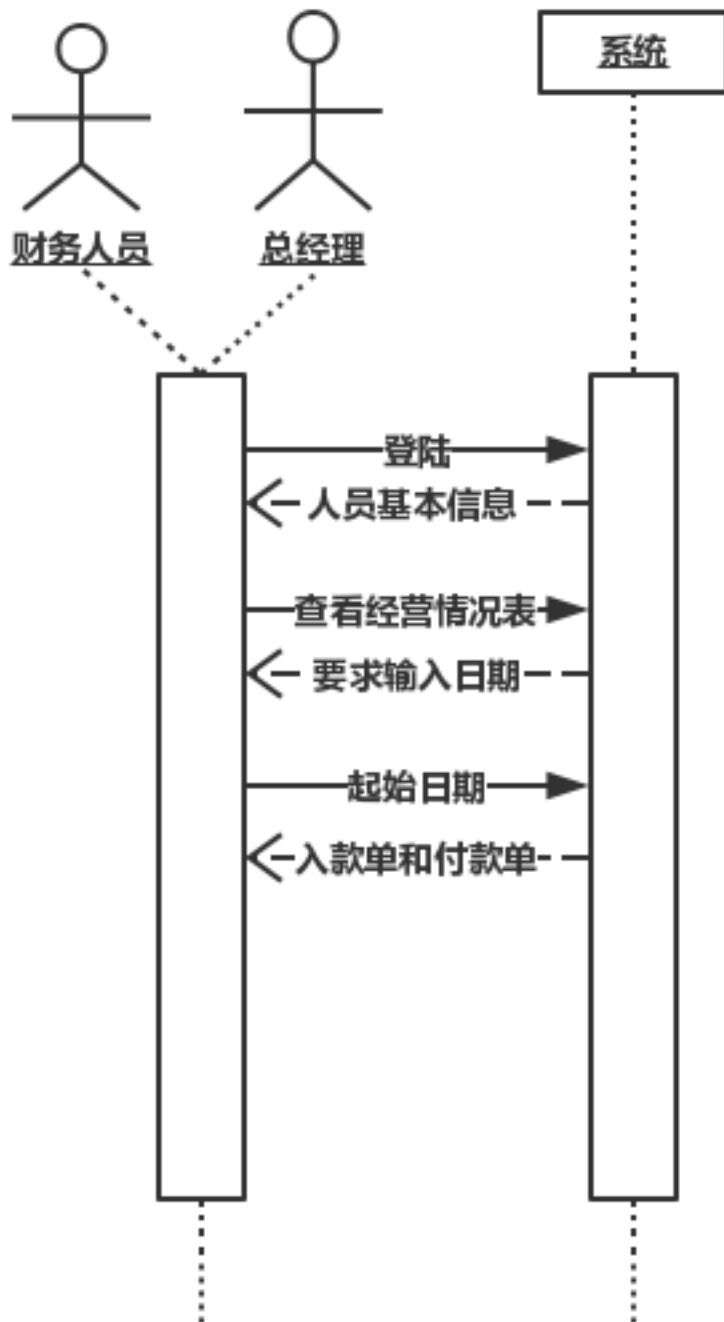 系统
财务人员
总经理
登陆
人员基本信息
查看经营情况表
要求输入日期
起始日期
入款单和付款单